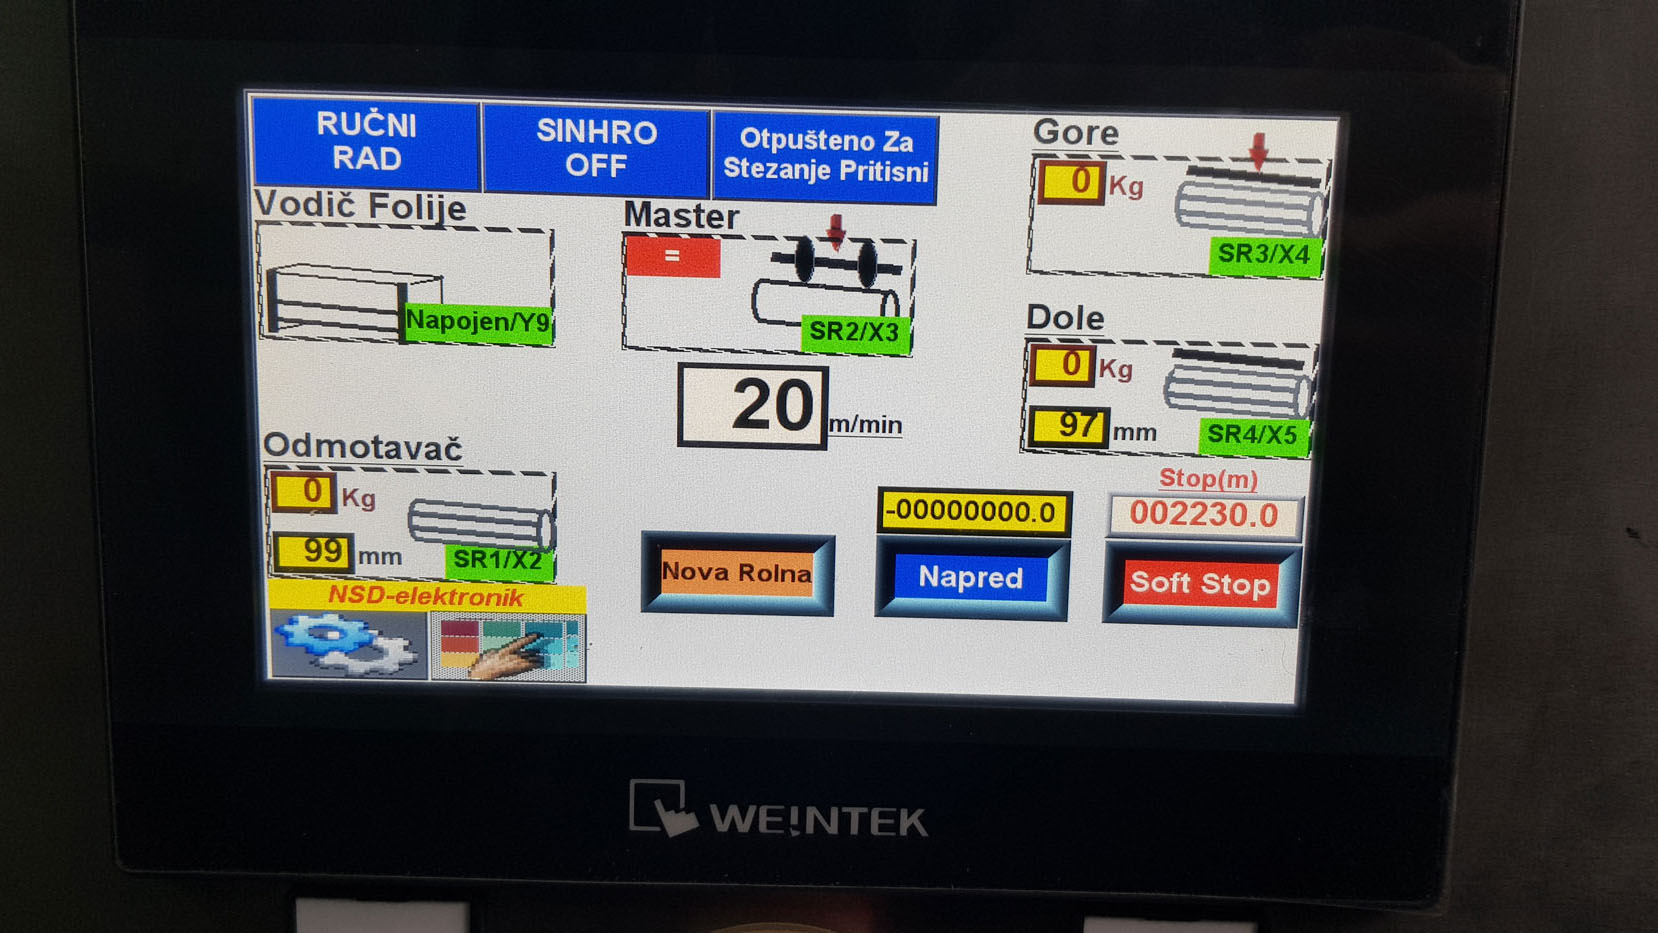 RUČNI
RAD
SINHRO
OFF
Otpušteno Za
Stezanje Pritisni
Gore
0 Kg
SR3/X4
Vodič Folije
Napojen/Y9
Master
=
SR2/X3
20 m/min
Dole
0 Kg
97 mm
SR4/X5
Odmotavač
0 Kg
99 mm
SR1/X2
Stop(m)
-00000000.0
002230.0
Nova Rolna
Napred
Soft Stop
NSD-elektronik
WEINTEK